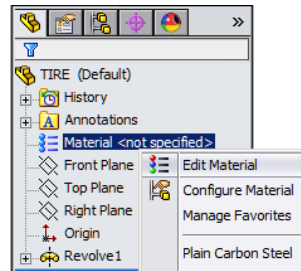 »
TIRE (Default)
History
A Annotations
Material <not specified>
Front Plane
Edit Material
Top Plane
Configure Material
Right Plane
Manage Favorites
Origin
Revolve1
Plain Carbon Steel